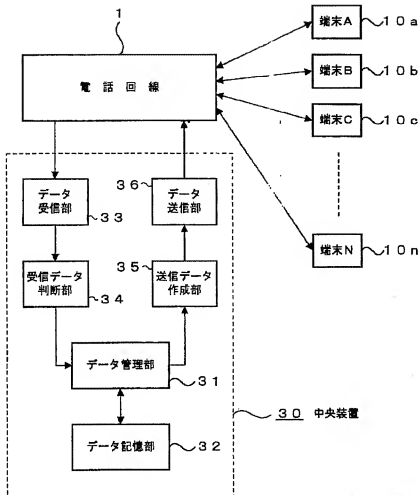 1
電話回線
端末A 10a
端末B 10b
端末C 10c
端末N 10n
データ
受信部
33
36
データ
送信部
受信データ
判断部
34
35
送信データ
作成部
データ管理部
31
データ記憶部
32
30 中央装置